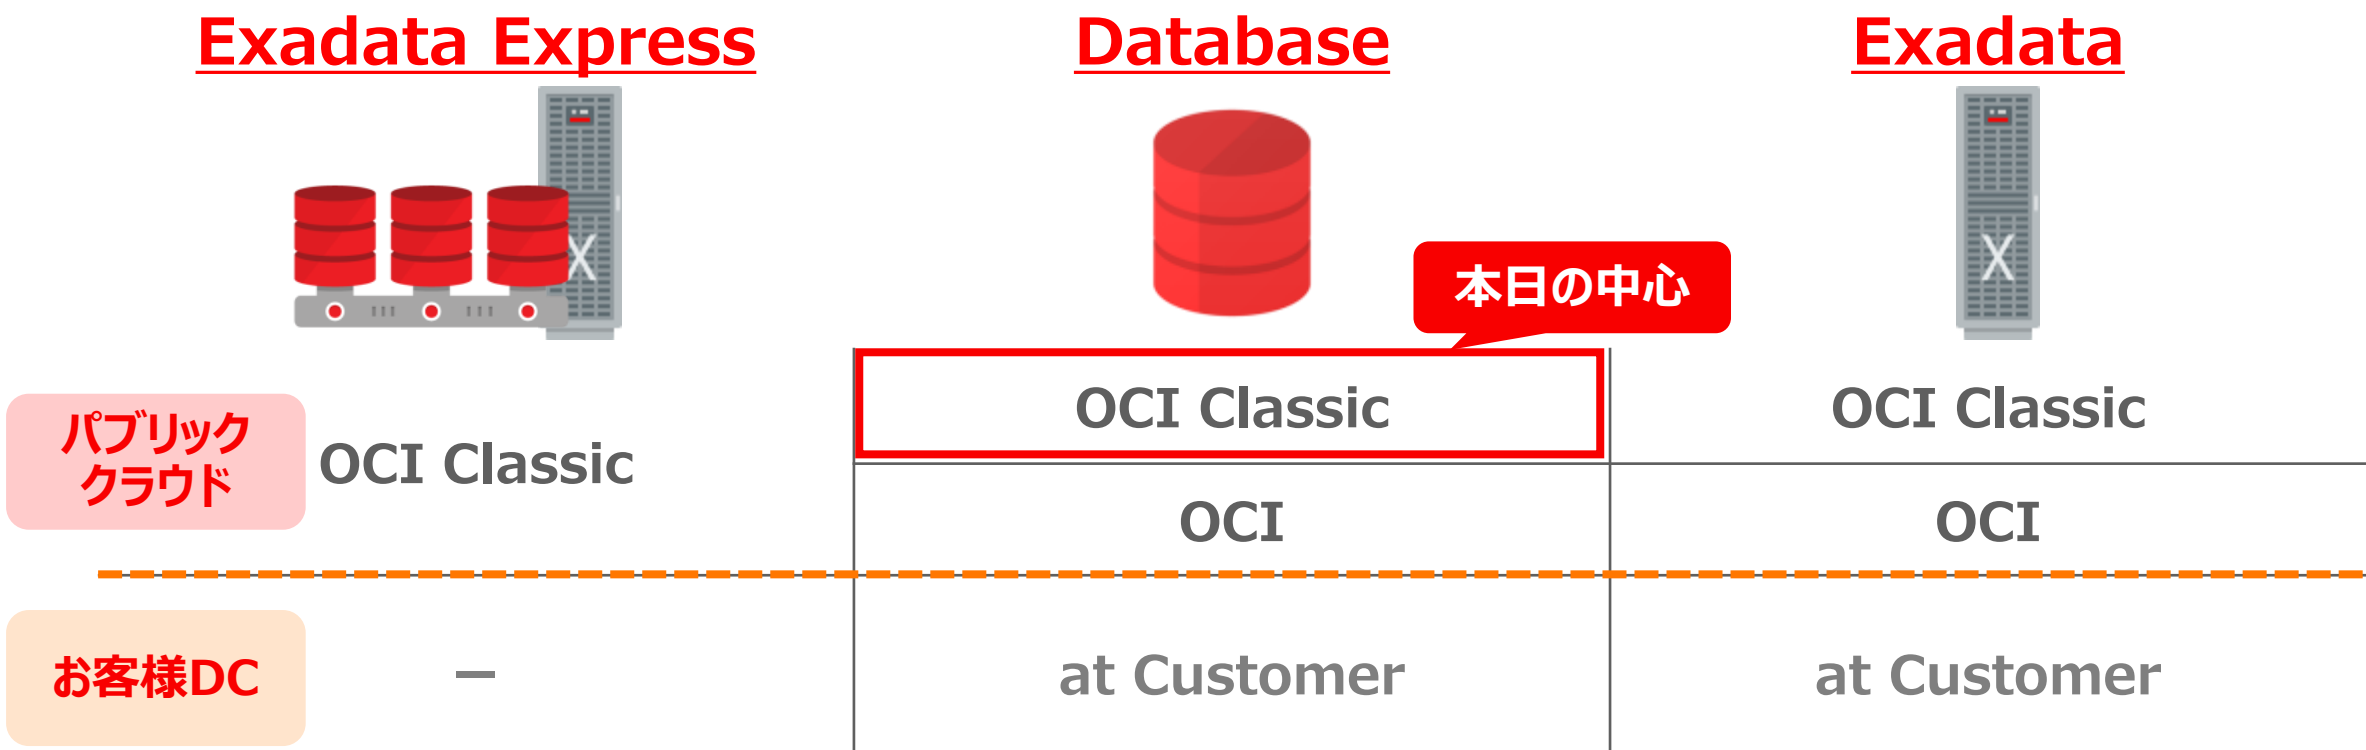 Exadata Express
Database
Exadata
X
X
本日の中心
パブリック
クラウド
OCI Classic
OCI Classic
OCI Classic
OCI
OCI
お客様DC
–
at Customer
at Customer